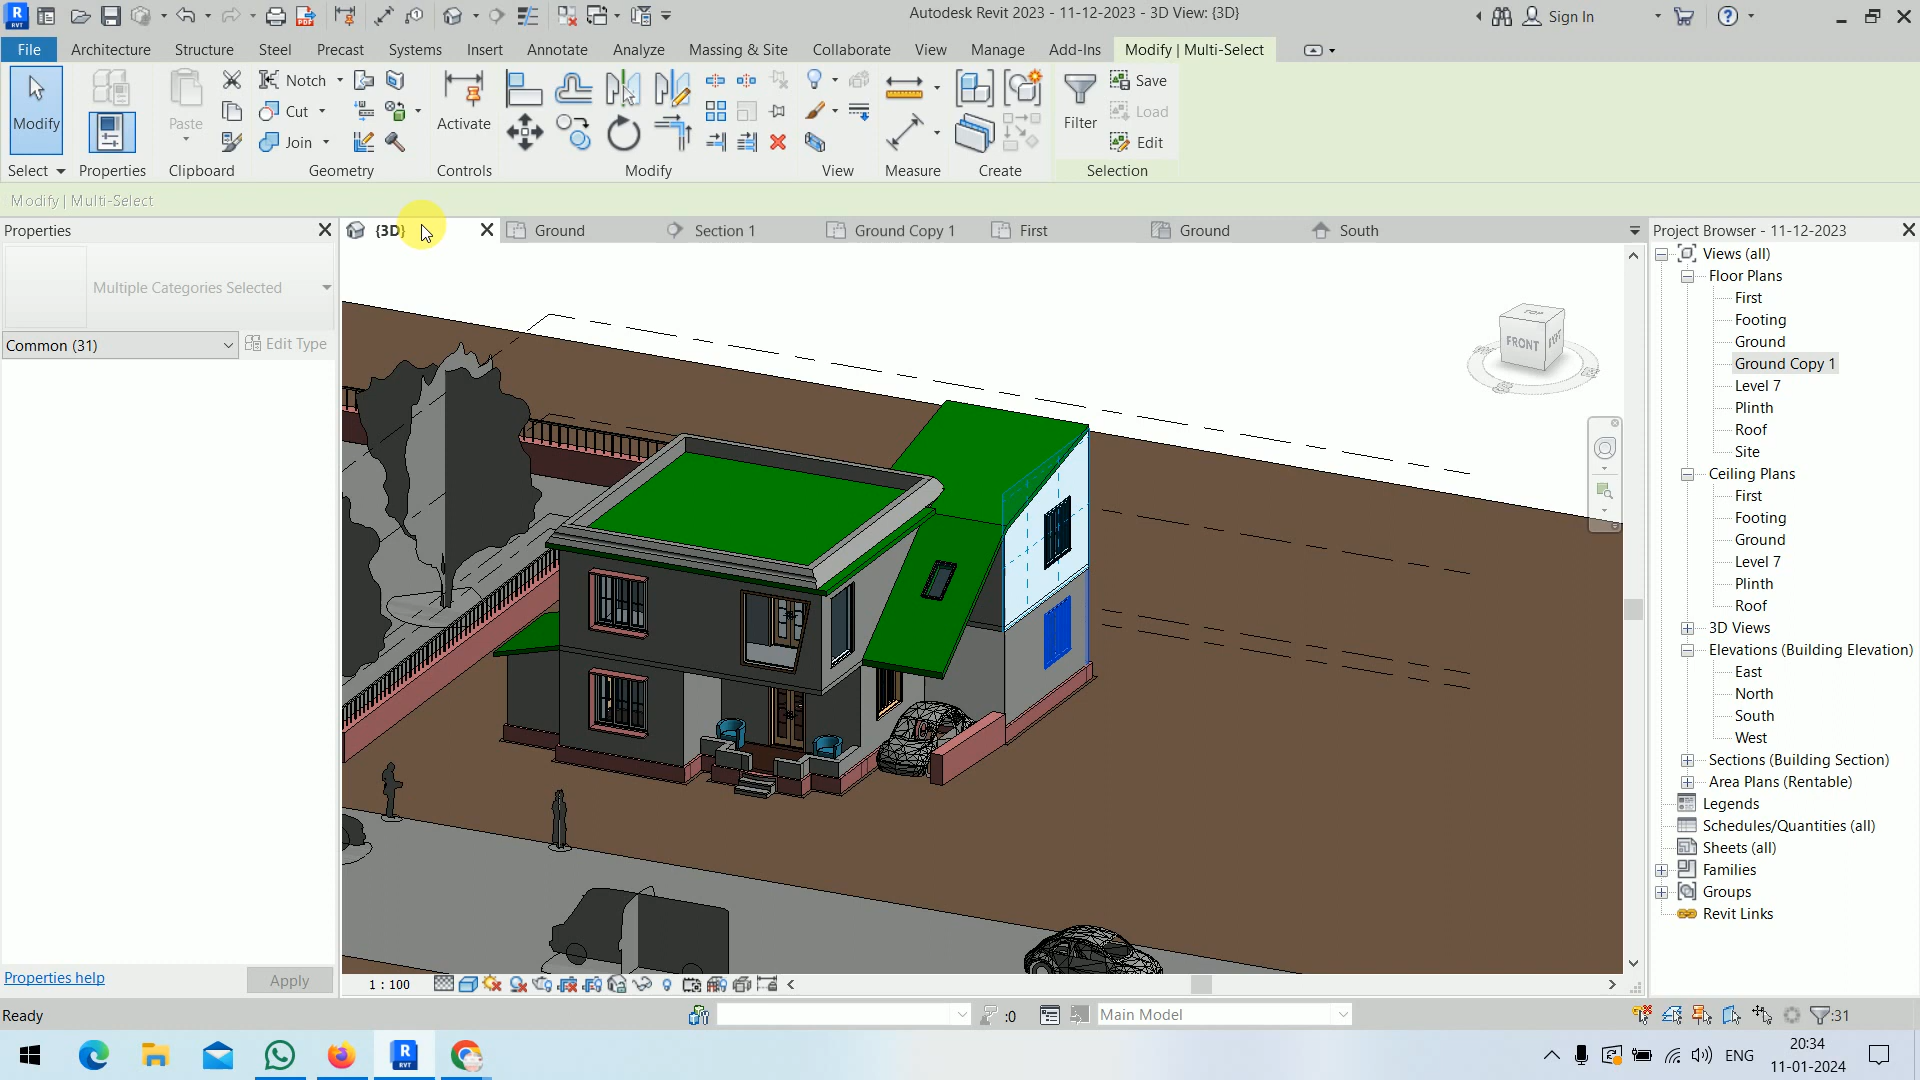 Autodesk Revit 2023 - 11-12-2023 - 3D View: {3D}
Sign In
File Architecture Structure Steel Precast Systems Insert Annotate Analyze Massing & Site Collaborate View Manage Add-Ins Modify | Multi-Select
Modify
Paste
Notch
Cut
Join
Activate
Filter
Save
Load
Edit
Select Properties Clipboard Geometry Controls Modify View Measure Create Selection
Modify | Multi-Select
Properties
{3D} Ground Section 1 Ground Copy 1 First Ground South
Project Browser - 11-12-2023
Multiple Categories Selected
Common (31)
Edit Type
TOP
FRONT
Views (all)
Floor Plans
First
Footing
Ground
Ground Copy 1
Level 7
Plinth
Roof
Site
Ceiling Plans
First
Footing
Ground
Level 7
Plinth
Roof
3D Views
Elevations (Building Elevation)
East
North
South
West
Sections (Building Section)
Area Plans (Rentable)
Legends
Schedules/Quantities (all)
Sheets (all)
Families
Groups
Revit Links
Properties help
Apply
1 : 100
Ready
:0
Main Model
:31
ENG
20:34
11-01-2024